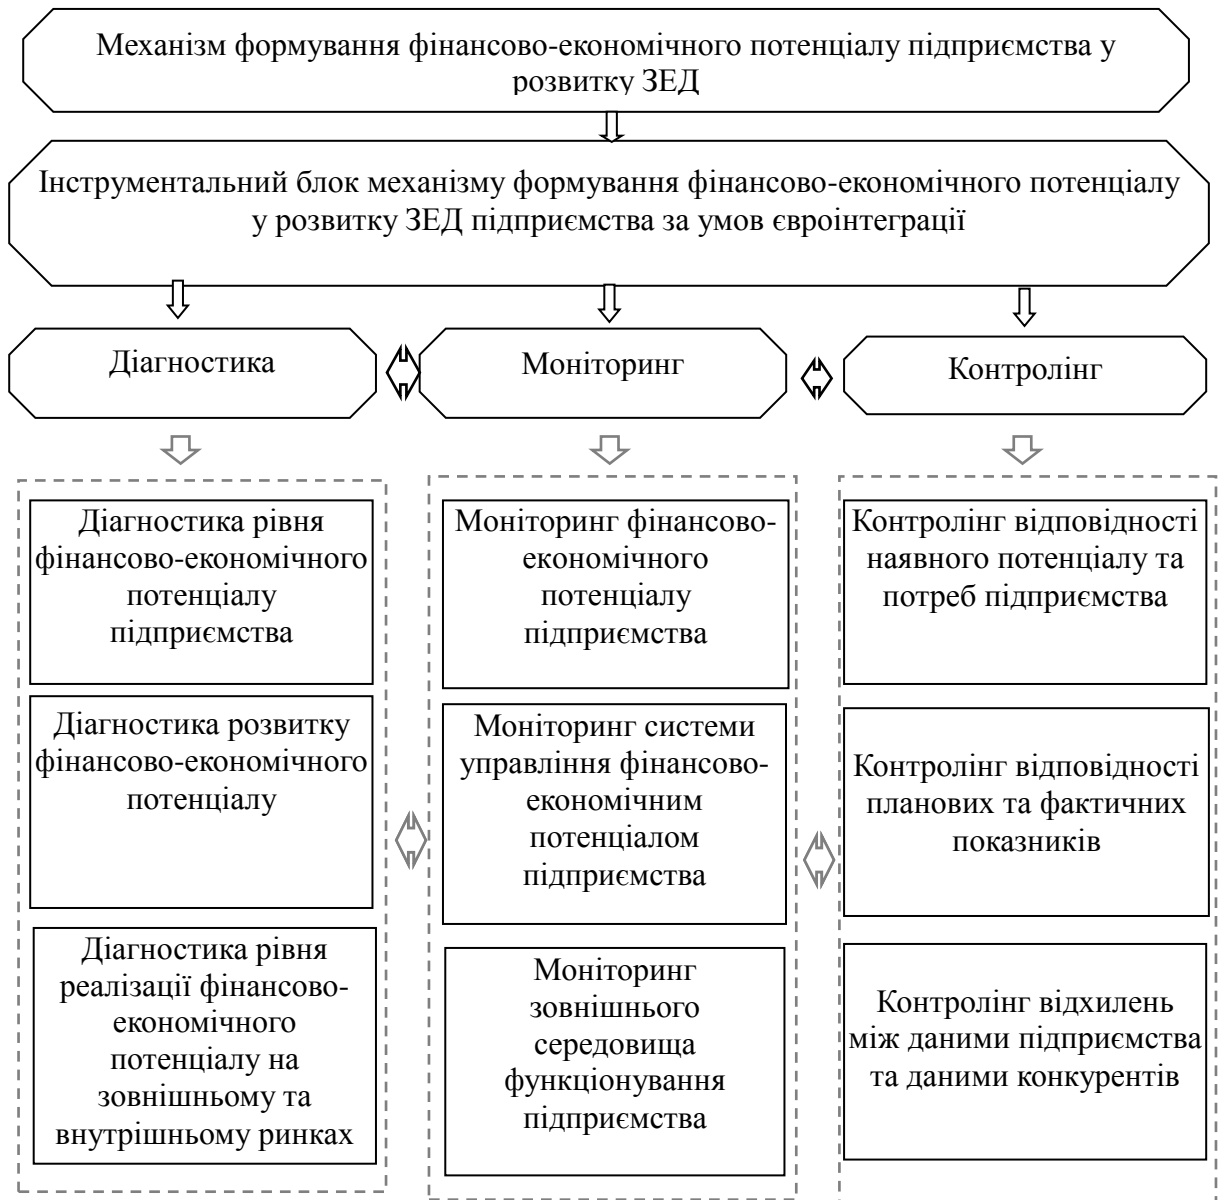 Механізм формування фінансово-економічного потенціалу підприємства у
розвитку ЗЕД
Інструментальний блок механізму формування фінансово-економічного потенціалу
у розвитку ЗЕД підприємства за умов євроінтеграції
Діагностика
Моніторинг
Контролінг
Діагностика рівня
фінансово-економічного
потенціалу
підприємства
Діагностика розвитку
фінансово-економічного
потенціалу
Діагностика рівня
реалізації фінансово-
економічного
потенціалу на
зовнішньому та
внутрішньому ринках
Моніторинг фінансово-
економічного
потенціалу
підприємства
Моніторинг системи
управління фінансово-
економічним
потенціалом
підприємства
Моніторинг
зовнішнього
середовища
функціонування
підприємства
Контролінг відповідності
наявного потенціалу та
потреб підприємства
Контролінг відповідності
планових та фактичних
показників
Контролінг відхилень
між даними підприємства
та даними конкурентів